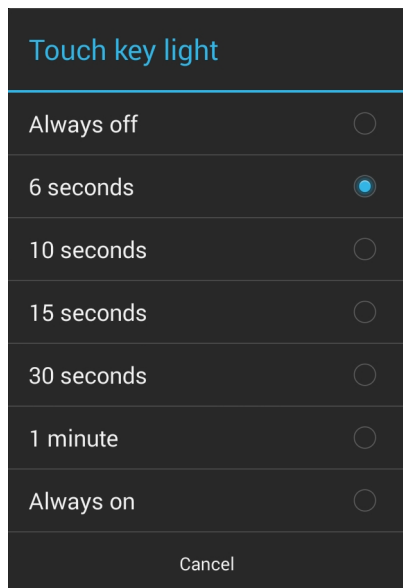 Touch key light
Always off
6 seconds
10 seconds
15 seconds
30 seconds
1 minute
Always on
Cancel